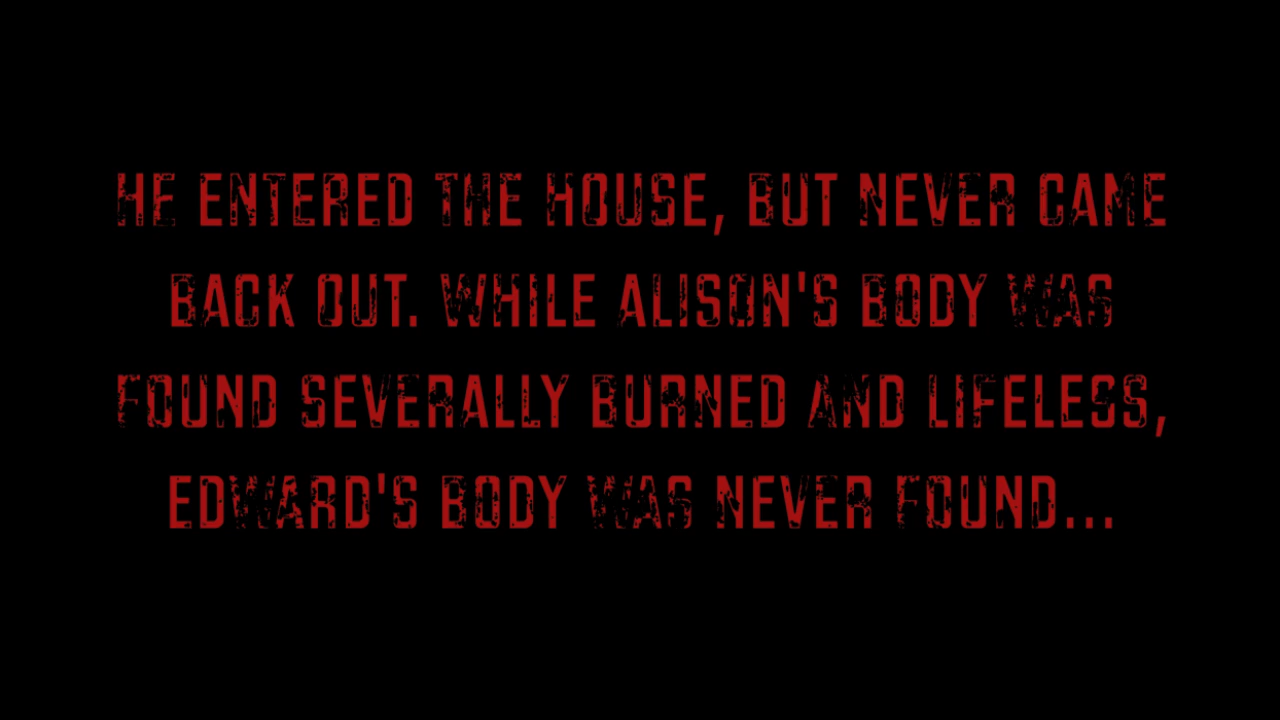 HE ENTERED THE HOUSE, BUT NEVER CAME
BACK OUT. WHILE ALISON'S BODY WAS
FOUND SEVERALLY BURNED AND LIFELESS,
EDWARD'S BODY WAS NEVER FOUND...